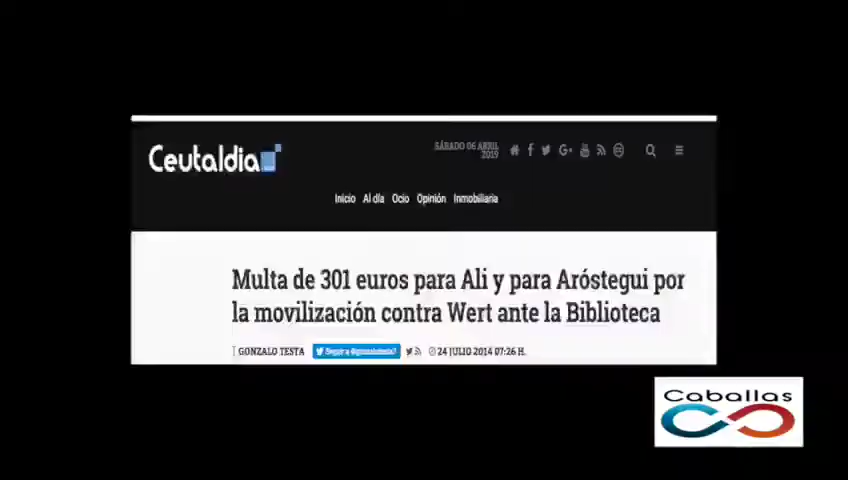 Ceutaldia
SÁBADO 06 ABRIL
2019
Inicio Al día Ocio Opinión Inmobiliaria
Multa de 301 euros para Ali y para Aróstegui por
la movilización contra Wert ante la Biblioteca
GONZALO TESTA Seguir a 24 JULIO 2014 07:26 H.
Caballas